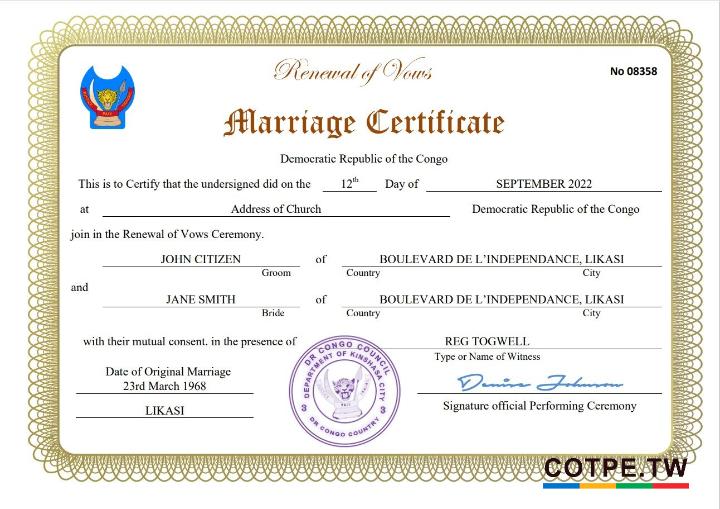 Renewal of Vows
No 08358
Marriage Certificate
Democratic Republic of the Congo
This is to Certify that the undersigned did on the 12th Day of SEPTEMBER 2022
at Address of Church Democratic Republic of the Congo
join in the Renewal of Vows Ceremony.
JOHN CITIZEN of BOULEVARD DE L'INDEPENDANCE, LIKASI
Groom Country City
and
JANE SMITH of BOULEVARD DE L'INDEPENDANCE, LIKASI
Bride Country City
with their mutual consent. in the presence of REG TOGWELL
Type or Name of Witness
Date of Original Marriage
23rd March 1968
LIKASI
DR CONGO COUNCIL
DEPARTMENT OF KINSHASA CITY
3 3
DR CONGO COUNTRY
Denise Johnson
Signature official Performing Ceremony
COTPE.TW